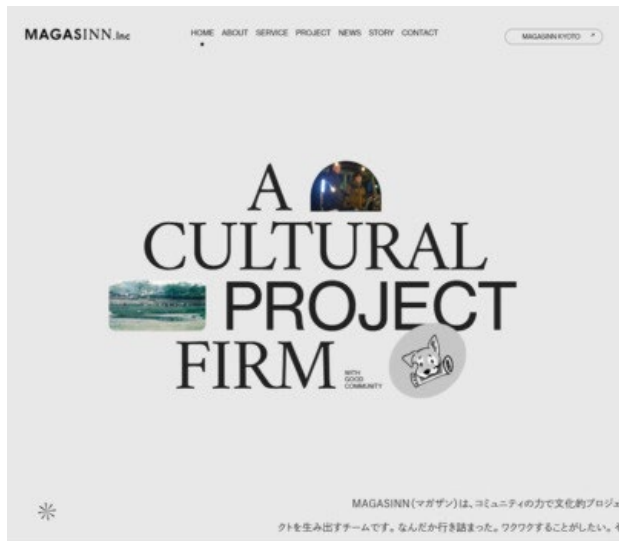 MAGASINN.Inc
HOME ABOUT SERVICE PROJECT NEWS STORY CONTACT
MAGASINN KYOTO
A
CULTURAL
PROJECT
FIRM
WITH
GOOD
COMMUNITY
MAGASINN(マガザン)は、コミュニティの力で文化的プロジェ
クトを生み出すチームです。なんだか行き詰まった。ワクワクすることがしたい。そ